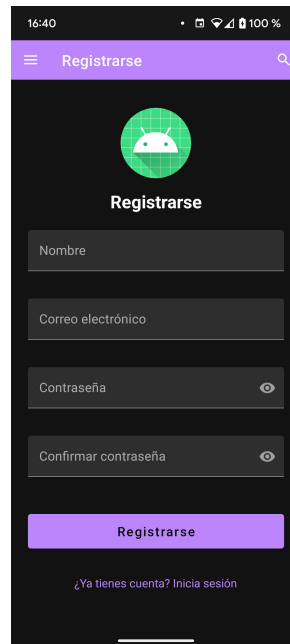 16:40
100 %
Registrarse
Registrarse
Nombre
Correo electrónico
Contraseña
Confirmar contraseña
Registrarse
¿Ya tienes cuenta? Inicia sesión